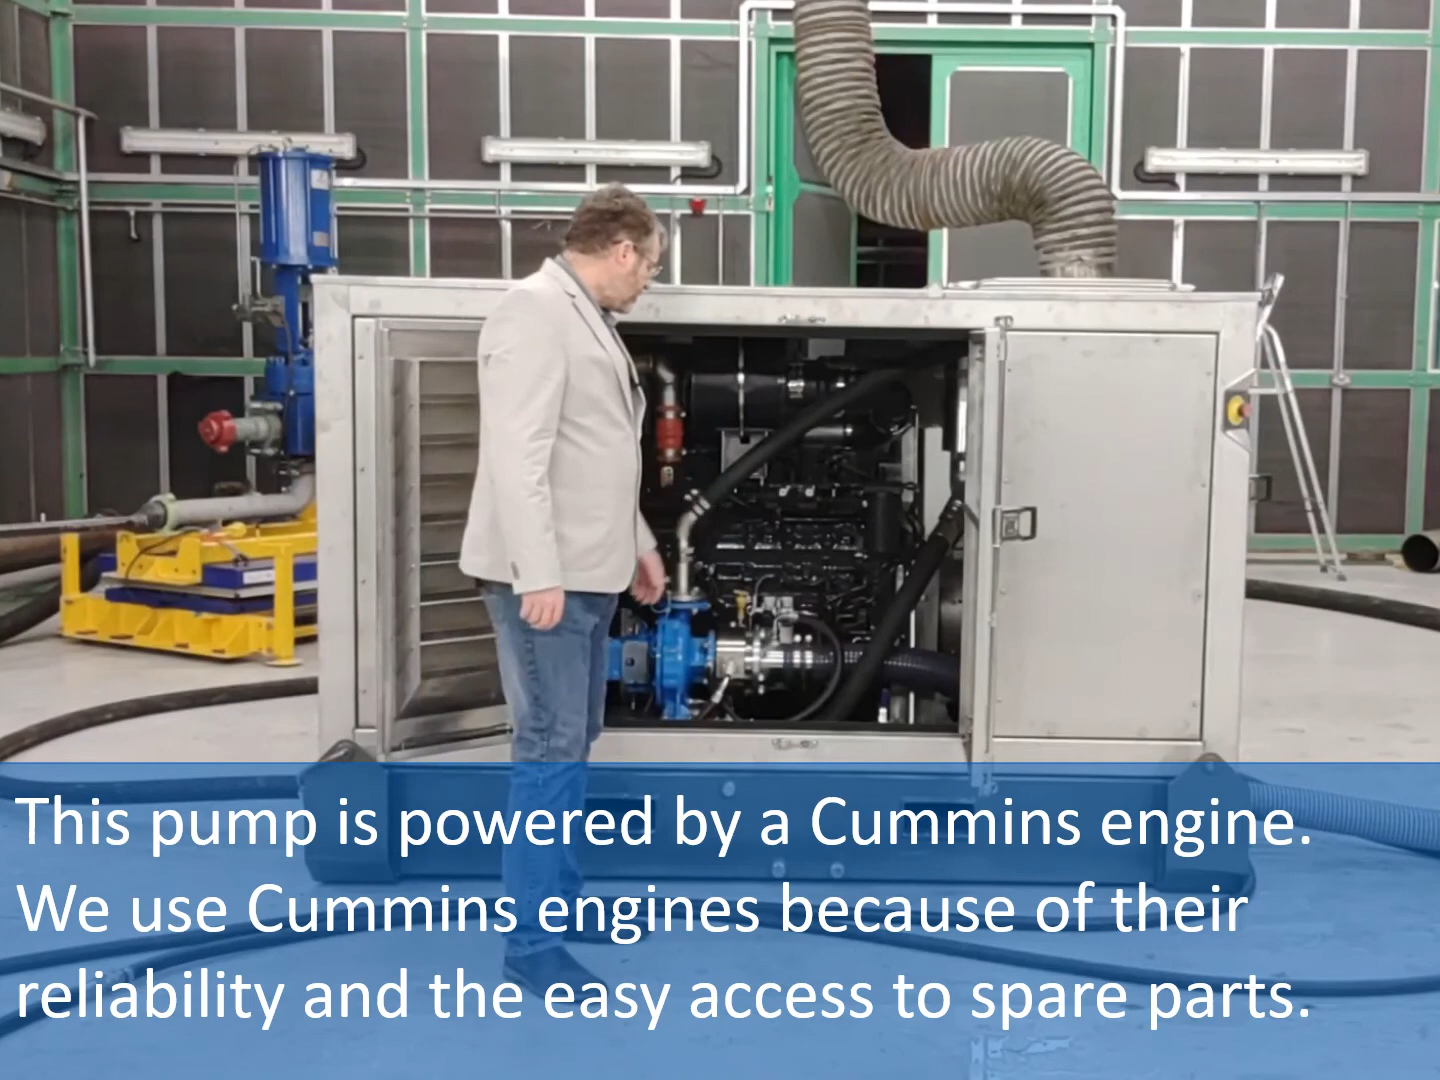 This pump is powered by a Cummins engine.
We use Cummins engines because of their
reliability and the easy access to spare parts.